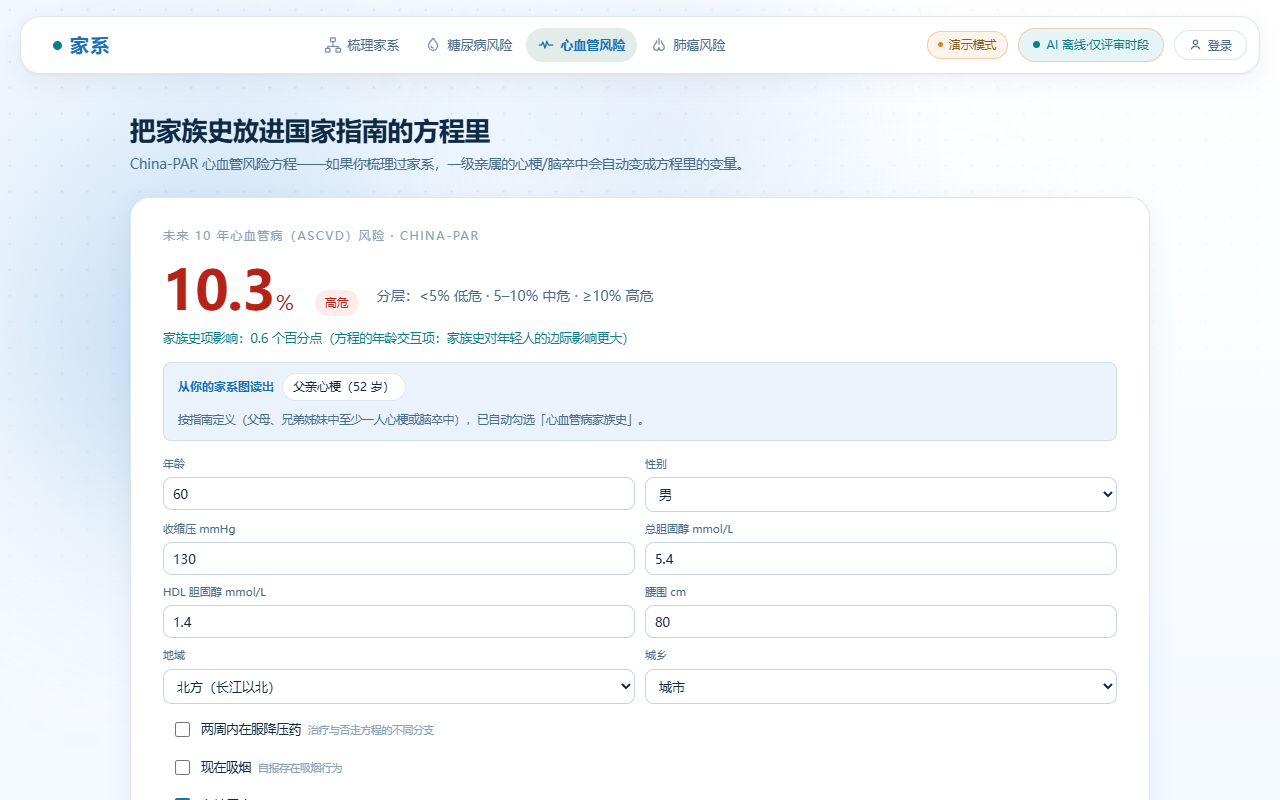 家系
梳理家系
糖尿病风险
心血管风险
肺癌风险
演示模式
AI 离线·仅评审时段
登录
把家族史放进国家指南的方程里
China-PAR 心血管风险方程——如果你梳理过家系，一级亲属的心梗/脑卒中会自动变成方程里的变量。
未来 10 年心血管病（ASCVD）风险 · CHINA-PAR
10.3% 高危 分层：<5% 低危 · 5–10% 中危 · ≥10% 高危
家族史项影响：0.6 个百分点（方程的年龄交互项：家族史对年轻人的边际影响更大）
从你的家系图读出 父亲心梗（52 岁）
按指南定义（父母、兄弟姊妹中至少一人心梗或脑卒中），已自动勾选「心血管病家族史」。
年龄
60
性别
男
收缩压 mmHg
130
总胆固醇 mmol/L
5.4
HDL 胆固醇 mmol/L
1.4
腰围 cm
80
地域
北方（长江以北）
城乡
城市
两周内在服降压药 治疗与否走方程的不同分支
现在吸烟 自报存在吸烟行为